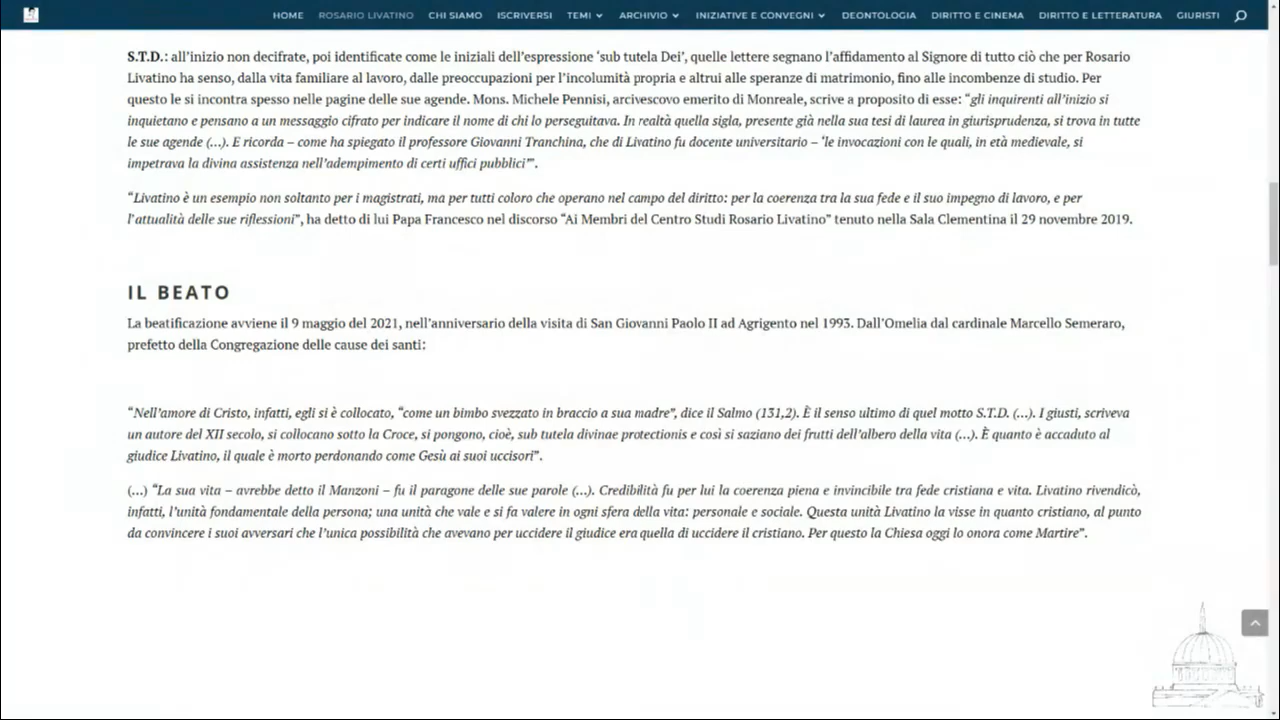 HOME ROSARIO LIVATINO CHI SIAMO ISCRIVERSI TEMI ARCHIVIO INIZIATIVE E CONVEGNI DEONTOLOGIA DIRITTO E CINEMA DIRITTO E LETTERATURA GIURISTI
S.T.D.: all’inizio non decifrate, poi identificate come le iniziali dell’espressione ‘sub tutela Dei’, quelle lettere segnano l’affidamento al Signore di tutto ciò che per Rosario
Livatino ha senso, dalla vita familiare al lavoro, dalle preoccupazioni per l’incolumità propria e altrui alle speranze di matrimonio, fino alle incombenze di studio. Per
questo le si incontra spesso nelle pagine delle sue agende. Mons. Michele Pennisi, arcivescovo emerito di Monreale, scrive a proposito di esse: “gli inquirenti all’inizio si
inquietano e pensano a un messaggio cifrato per indicare il nome di chi lo perseguitava. In realtà quella sigla, presente già nella sua tesi di laurea in giurisprudenza, si trova in tutte
le sue agende (…). E ricorda – come ha spiegato il professore Giovanni Tranchina, che di Livatino fu docente universitario – ‘le invocazioni con le quali, in età medievale, si
impetrava la divina assistenza nell’adempimento di certi uffici pubblici’”.
“Livatino è un esempio non soltanto per i magistrati, ma per tutti coloro che operano nel campo del diritto: per la coerenza tra la sua fede e il suo impegno di lavoro, e per
l’attualità delle sue riflessioni”, ha detto di lui Papa Francesco nel discorso “Ai Membri del Centro Studi Rosario Livatino” tenuto nella Sala Clementina il 29 novembre 2019.
IL BEATO
La beatificazione avviene il 9 maggio del 2021, nell’anniversario della visita di San Giovanni Paolo II ad Agrigento nel 1993. Dall’Omelia dal cardinale Marcello Semeraro,
prefetto della Congregazione delle cause dei santi:
“Nell’amore di Cristo, infatti, egli si è collocato, “come un bimbo svezzato in braccio a sua madre”, dice il Salmo (131,2). È il senso ultimo di quel motto S.T.D. (…). I giusti, scriveva
un autore del XII secolo, si collocano sotto la Croce, si pongono, cioè, sub tutela divinae protectionis e così si saziano dei frutti dell’albero della vita (…). È quanto è accaduto al
giudice Livatino, il quale è morto perdonando come Gesù ai suoi uccisori”.
(…) “La sua vita – avrebbe detto il Manzoni – fu il paragone delle sue parole (…). Credibilità fu per lui la coerenza piena e invincibile tra fede cristiana e vita. Livatino rivendicò,
infatti, l’unità fondamentale della persona; una unità che vale e si fa valere in ogni sfera della vita: personale e sociale. Questa unità Livatino la visse in quanto cristiano, al punto
da convincere i suoi avversari che l’unica possibilità che avevano per uccidere il giudice era quella di uccidere il cristiano. Per questo la Chiesa oggi lo onora come Martire”.